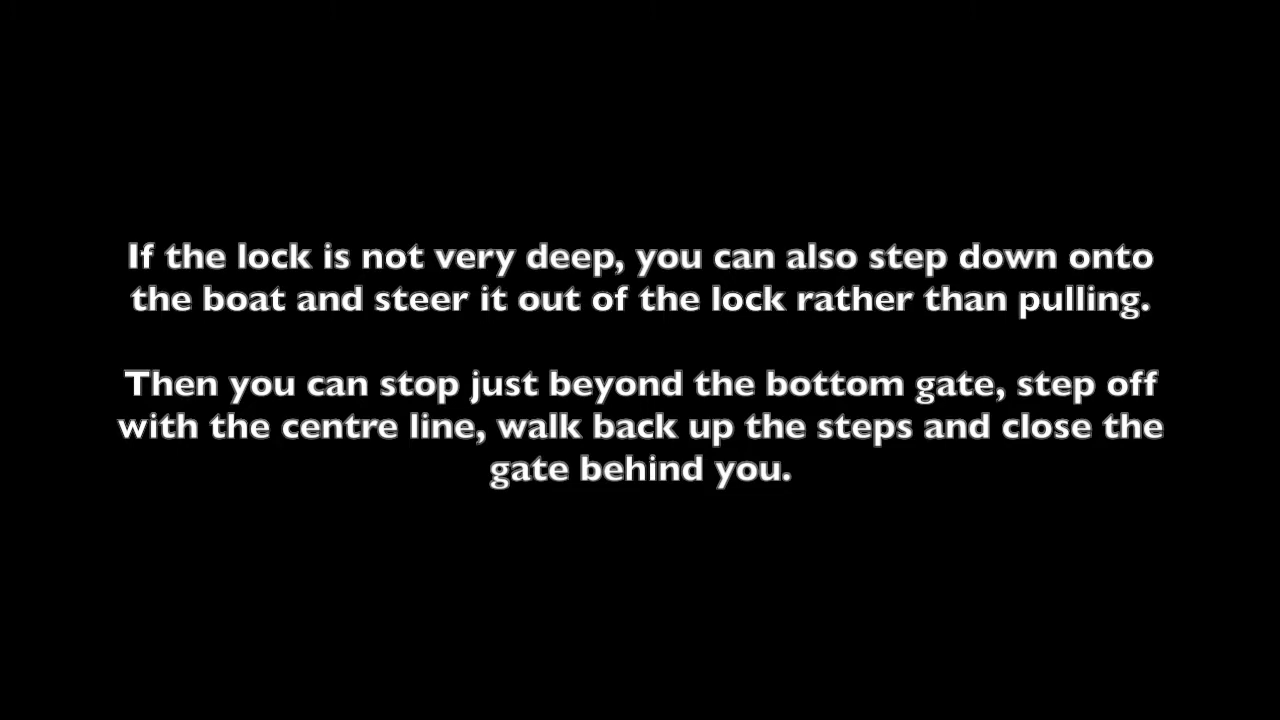 If the lock is not very deep, you can also step down onto
the boat and steer it out of the lock rather than pulling.
Then you can stop just beyond the bottom gate, step off
with the centre line, walk back up the steps and close the
gate behind you.